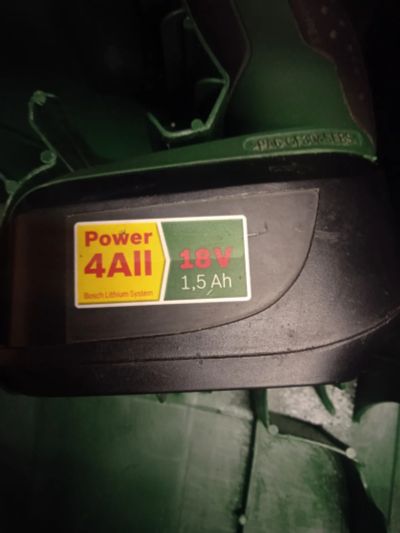 Power
4All
Bosch Lithium System
18V
1,5 Ah